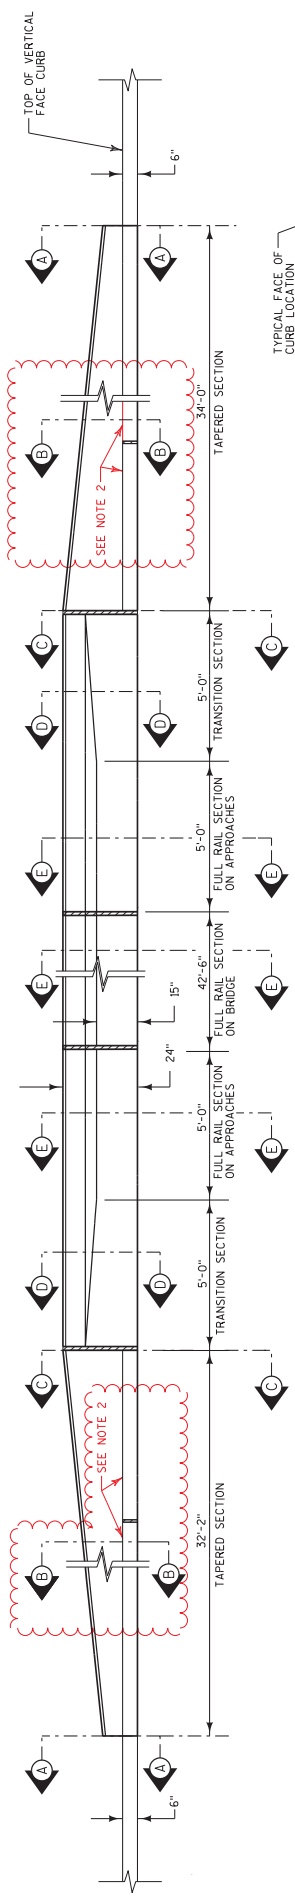 TOP OF VERTICAL
FACE CURB
A
A
B
B
C
C
D
D
E
E
E
E
E
E
D
D
C
C
B
B
A
A
SEE NOTE 2
SEE NOTE 2
6"
15"
24"
6"
32'-2"
TAPERED SECTION
5'-0"
TRANSITION SECTION
5'-0"
FULL RAIL SECTION
ON APPROACHES
42'-6"
FULL RAIL SECTION
ON BRIDGE
5'-0"
FULL RAIL SECTION
ON APPROACHES
5'-0"
TRANSITION SECTION
34'-0"
TAPERED SECTION
TYPICAL FACE OF
CURB LOCATION